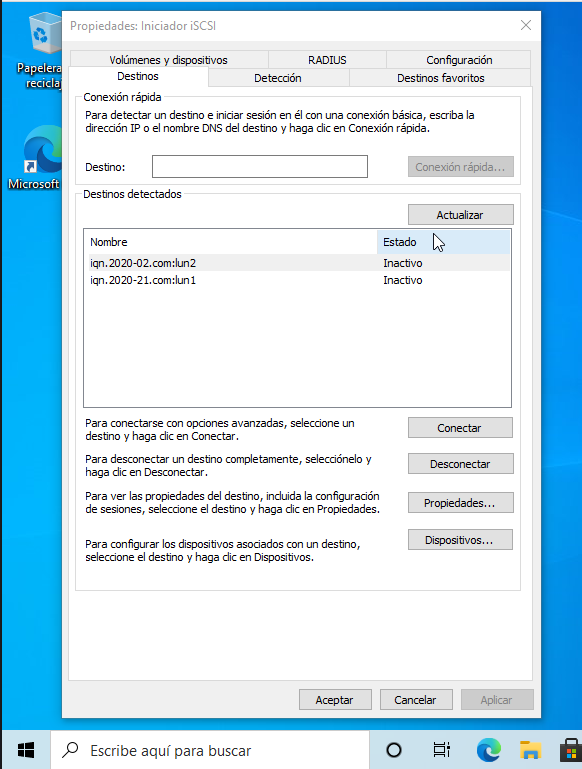 Papelera
recicla
Microsoft
Propiedades: Iniciador iSCSI
Volúmenes y dispositivos
RADIUS
Configuración
Destinos
Detección
Destinos favoritos
Conexión rápida
Para detectar un destino e iniciar sesión en él con una conexión básica, escriba la
dirección IP o el nombre DNS del destino y haga clic en Conexión rápida.
Destino:
Conexión rápida...
Destinos detectados
Actualizar
Nombre
Estado
iqn.2020-02.com:lun2
Inactivo
iqn.2020-21.com:lun1
Inactivo
Para conectarse con opciones avanzadas, seleccione un
destino y haga clic en Conectar.
Conectar
Para desconectar un destino completamente, selecciónelo y
haga clic en Desconectar.
Desconectar
Para ver las propiedades del destino, incluida la configuración
de sesiones, seleccione el destino y haga clic en Propiedades.
Propiedades...
Para configurar los dispositivos asociados con un destino,
seleccione el destino y haga clic en Dispositivos.
Dispositivos...
Aceptar
Cancelar
Aplicar
Escribe aquí para buscar